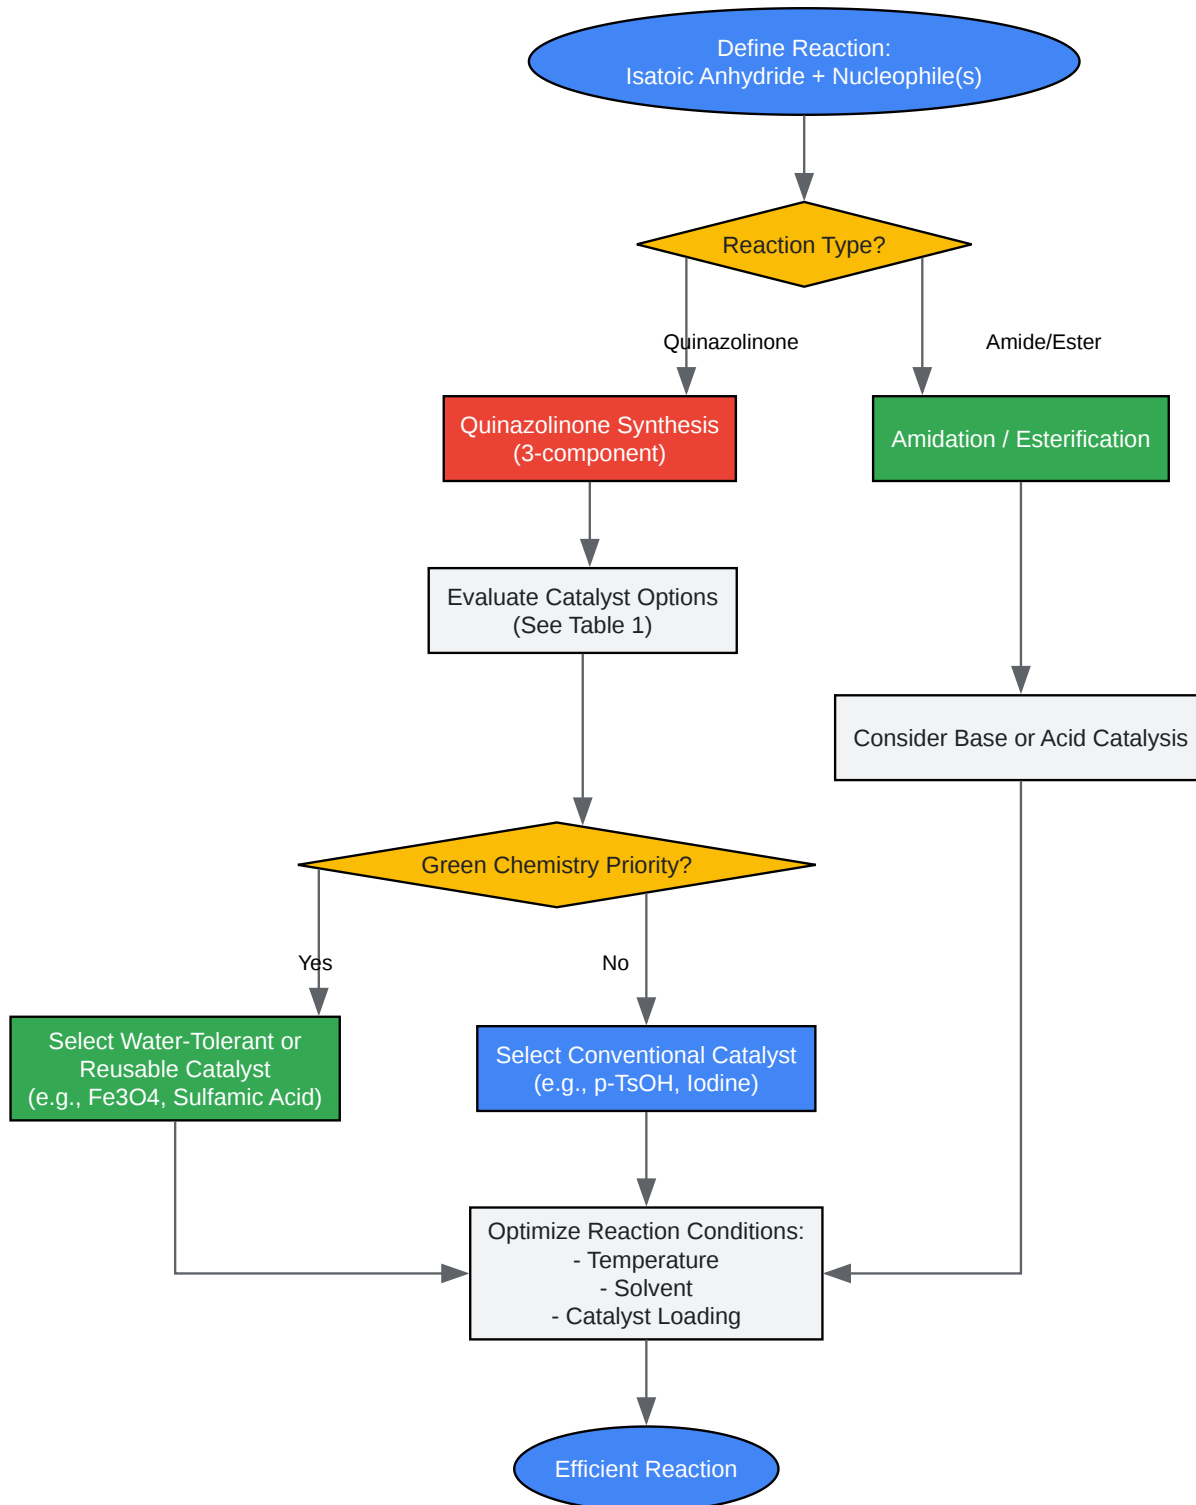 Define Reaction:
Isatoic Anhydride + Nucleophile(s)
Reaction Type?
Quinazolinone
Amide/Ester
Quinazolinone Synthesis
(3-component)
Amidation / Esterification
Evaluate Catalyst Options
(See Table 1)
Consider Base or Acid Catalysis
Green Chemistry Priority?
Yes
No
Select Water-Tolerant or
Reusable Catalyst
(e.g., Fe3O4, Sulfamic Acid)
Select Conventional Catalyst
(e.g., p-TsOH, Iodine)
Optimize Reaction Conditions:
- Temperature
- Solvent
- Catalyst Loading
Efficient Reaction